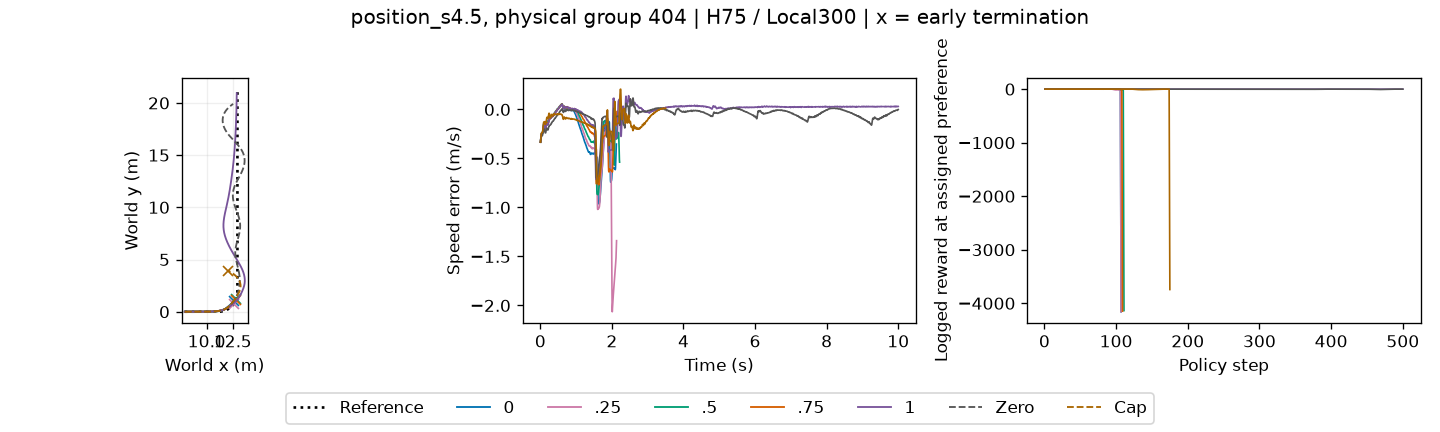 position_s4.5, physical group 404 | H75 / Local300 | x = early termination
World y (m)
20
15
10
5
0
10.0
12.5
World x (m)
Speed error (m/s)
0.0
−0.5
−1.0
−1.5
−2.0
0 2 4 6 8 10
Time (s)
Logged reward at assigned preference
0
−1000
−2000
−3000
−4000
0 100 200 300 400 500
Policy step
Reference 0 .25 .5 .75 1 Zero Cap